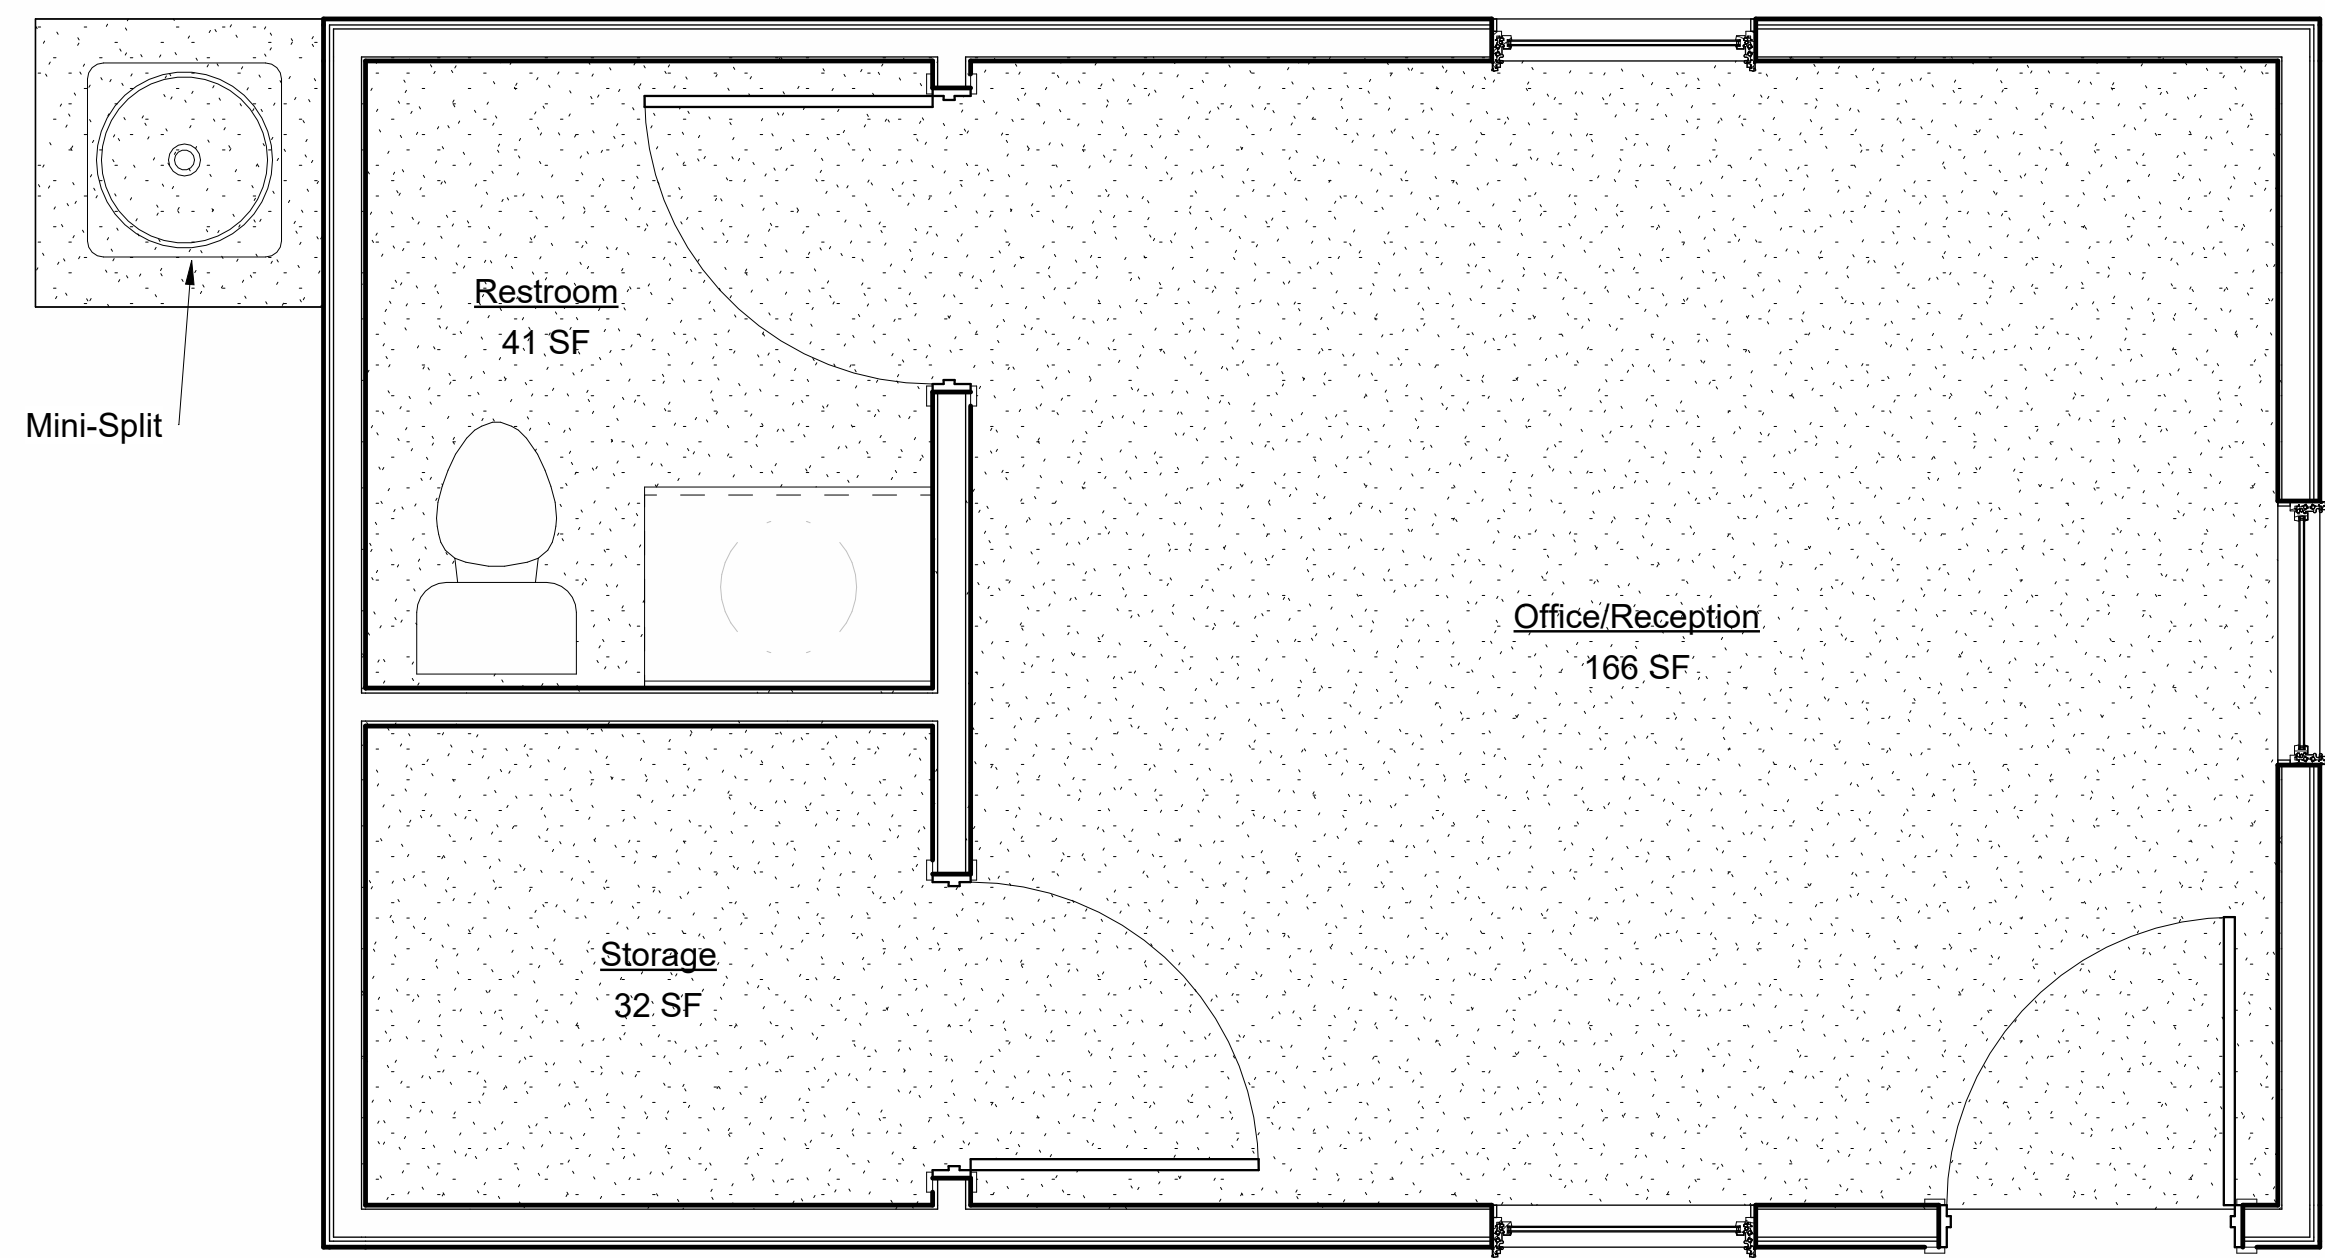 Restroom
41 SF
Mini-Split
Office/Reception
166 SF
Storage
32 SF